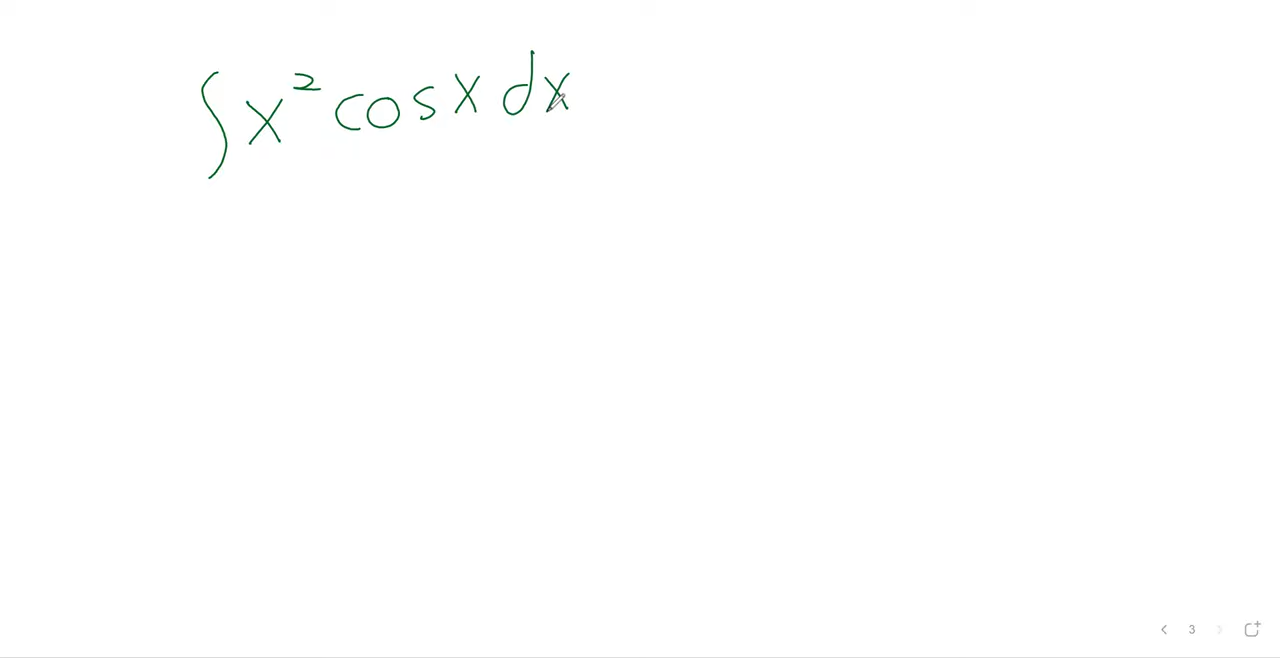 ∫ x² cos x dx
3